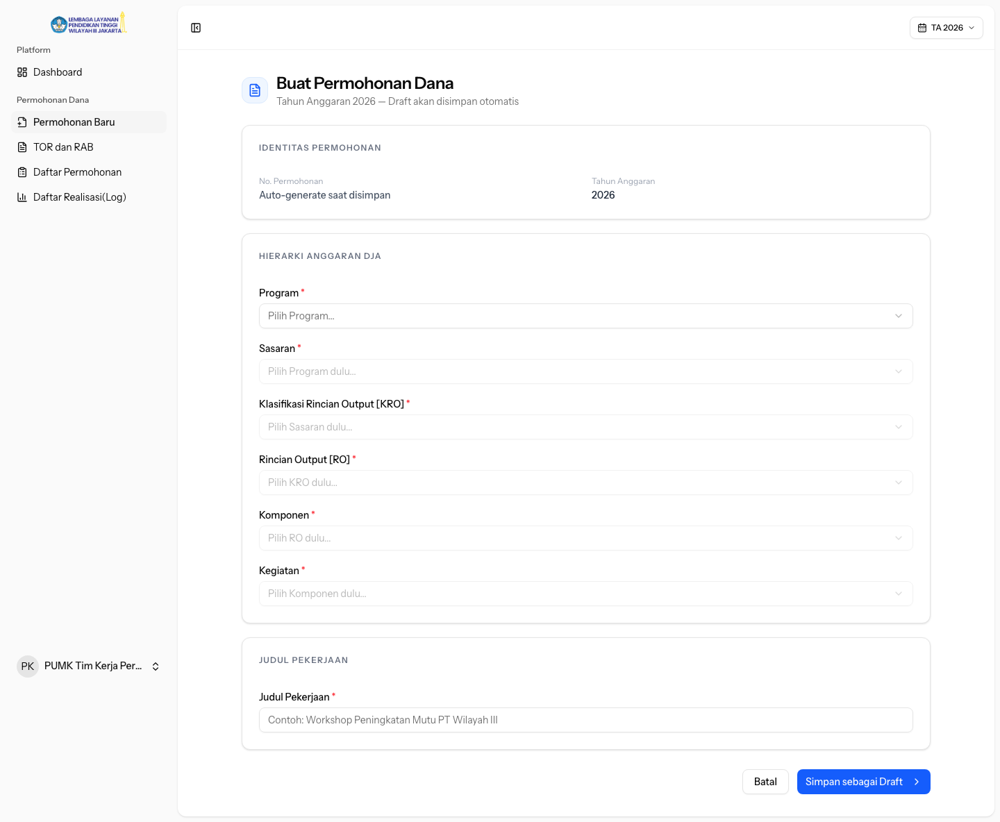 LEMBAGA LAYANAN
PENDIDIKAN TINGGI
WILAYAH III JAKARTA
Platform
Dashboard
Permohonan Dana
Permohonan Baru
TOR dan RAB
Daftar Permohonan
Daftar Realisasi(Log)
PK
PUMK Tim Kerja Per...
TA 2026
Buat Permohonan Dana
Tahun Anggaran 2026 — Draft akan disimpan otomatis
IDENTITAS PERMOHONAN
No. Permohonan
Auto-generate saat disimpan
Tahun Anggaran
2026
HIERARKI ANGGARAN DJA
Program *
Pilih Program...
Sasaran *
Pilih Program dulu...
Klasifikasi Rincian Output [KRO] *
Pilih Sasaran dulu...
Rincian Output [RO] *
Pilih KRO dulu...
Komponen *
Pilih RO dulu...
Kegiatan *
Pilih Komponen dulu...
JUDUL PEKERJAAN
Judul Pekerjaan *
Contoh: Workshop Peningkatan Mutu PT Wilayah III
Batal
Simpan sebagai Draft